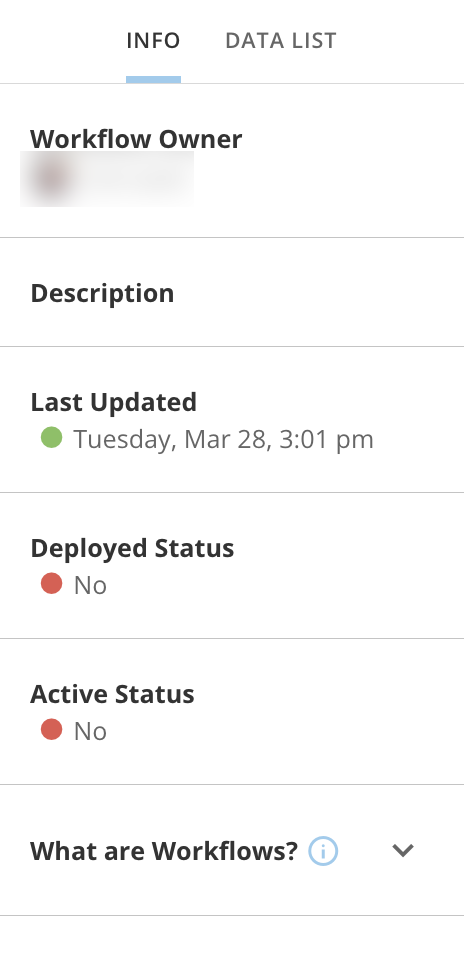 INFO DATA LIST
Workflow Owner
Description
Last Updated
Tuesday, Mar 28, 3:01 pm
Deployed Status
No
Active Status
No
What are Workflows?